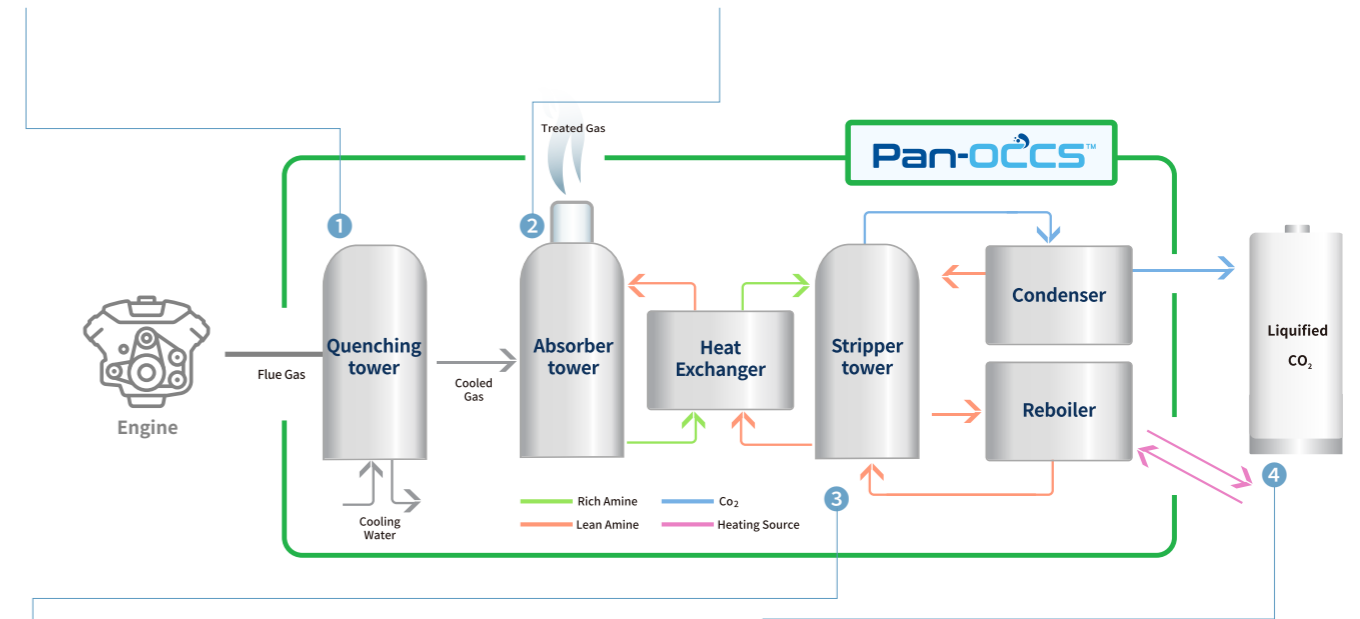 Treated Gas
Pan-OCCS™
1
2
Quenching
tower
Absorber
tower
Heat
Exchanger
Stripper
tower
Condenser
Reboiler
Liquified
CO₂
Flue Gas
Cooled
Gas
Engine
Cooling
Water
Rich Amine
Co₂
Lean Amine
Heating Source
3
4